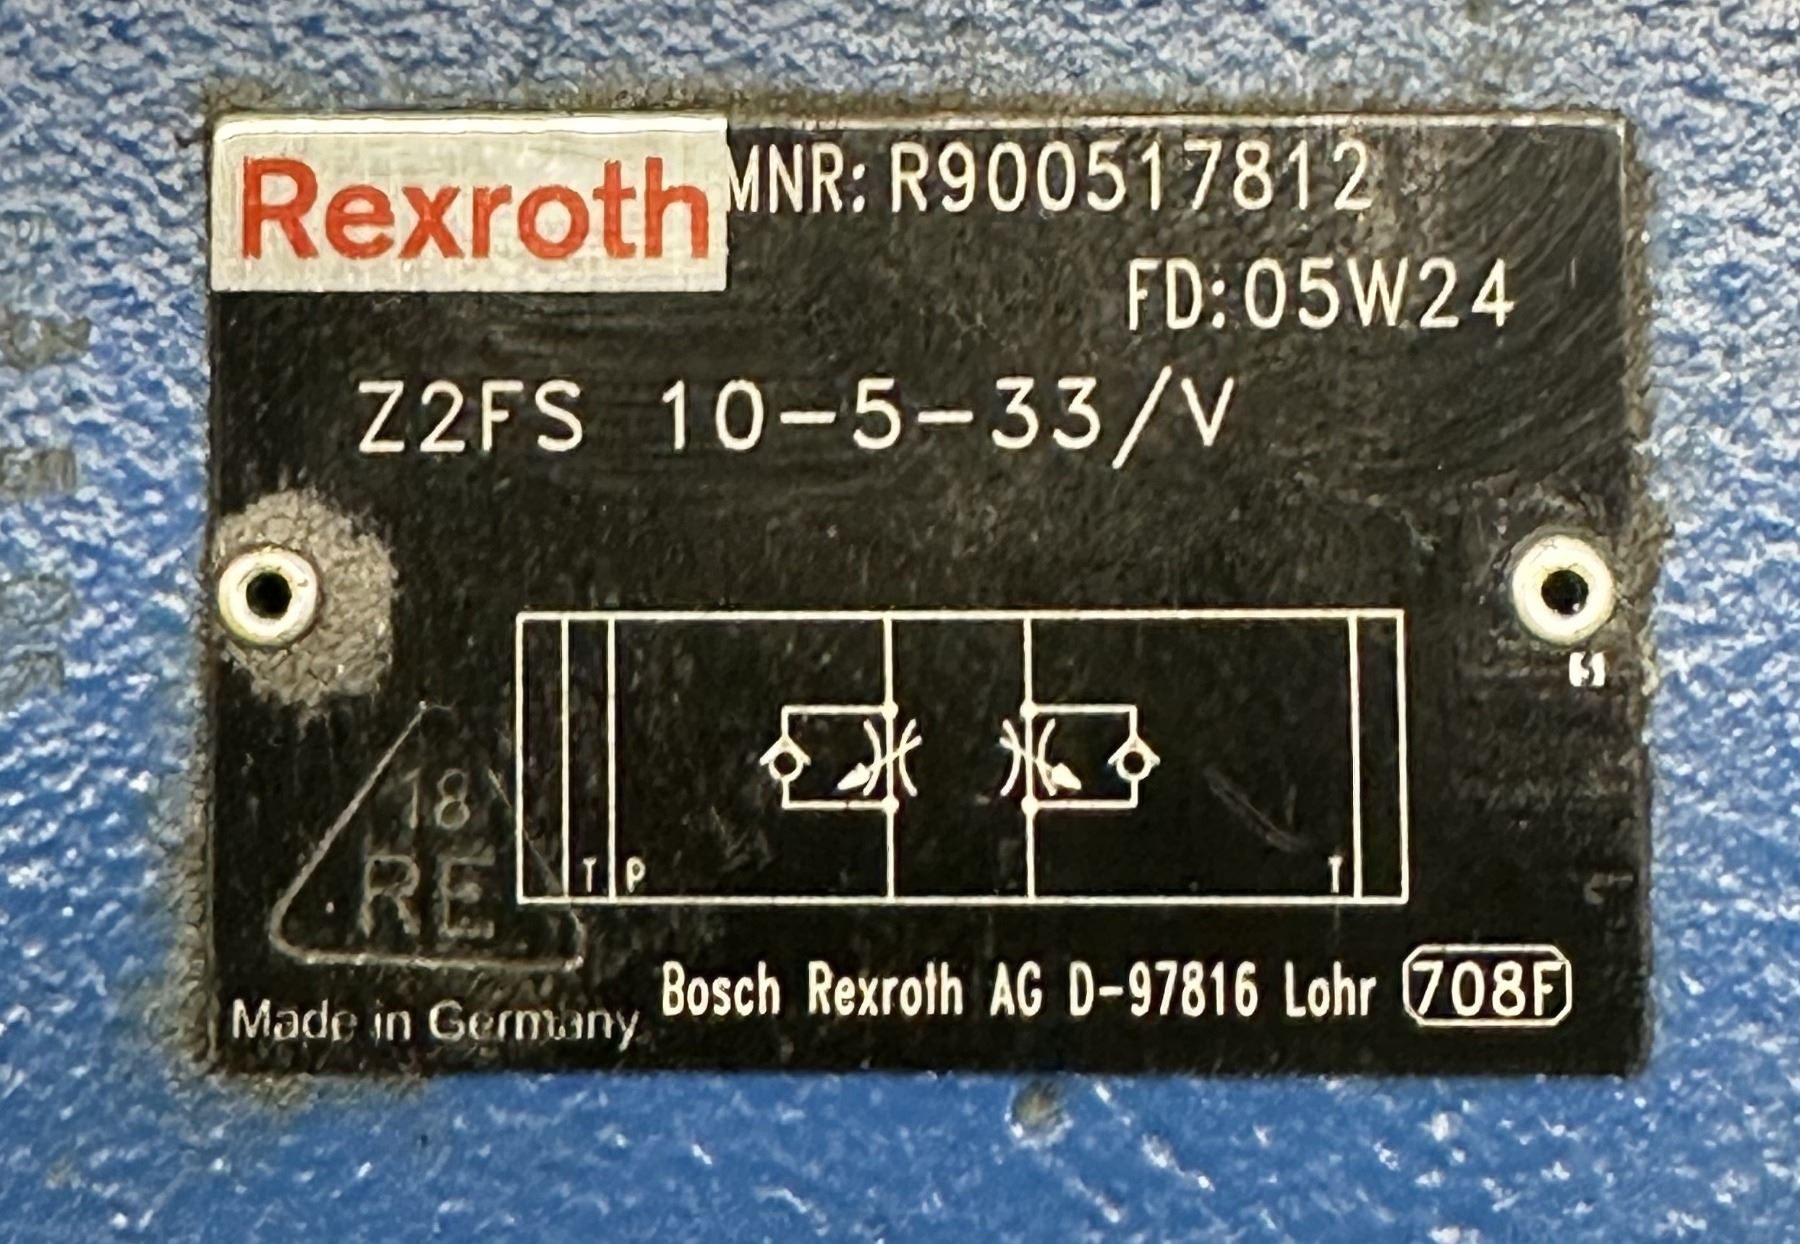 Rexroth MNR: R900517812
FD: 05W24
Z2FS 10-5-33/V
18
RE
T P T
Bosch Rexroth AG D-97816 Lohr 708F
Made in Germany